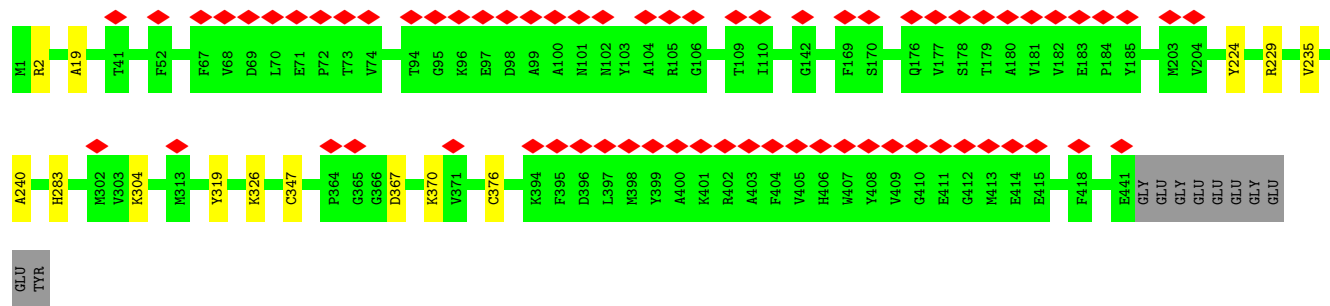 M1 R2 A19 T41 F52 F67 V68 D69 L70 E71 P72 T73 V74 T94 G95 K96 E97 D98 A99 A100 N101 N102 Y103 A104 R105 G106 T109 I110 G142 F169 S170 Q176 V177 S178 T179 A180 V181 V182 E183 P184 Y185 M203 V204 Y224 R229 V235
A240 H283 M302 V303 K304 M313 Y319 K326 C347 P364 G365 G366 D367 K370 V371 C376 K394 F395 D396 L397 M398 Y399 A400 K401 R402 A403 F404 V405 H406 W407 Y408 V409 G410 E411 G412 M413 E414 E415 F418 E441 GLY GLU GLY GLU GLU GLU GLY GLU
GLU TYR